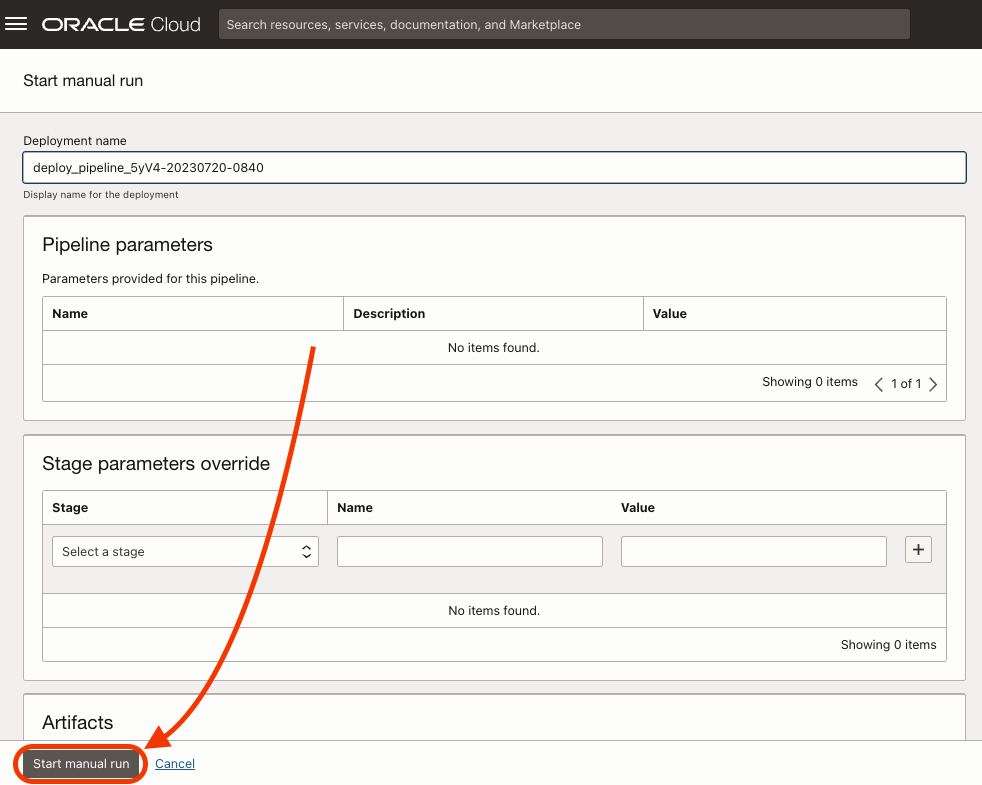 ORACLE Cloud
Search resources, services, documentation, and Marketplace
Start manual run
Deployment name
deploy_pipeline_5yV4-20230720-0840
Display name for the deployment
Pipeline parameters
Parameters provided for this pipeline.
Name Description Value
No items found.
Showing 0 items 1 of 1
Stage parameters override
Stage Name Value
Select a stage +
No items found.
Showing 0 items
Artifacts
Start manual run Cancel